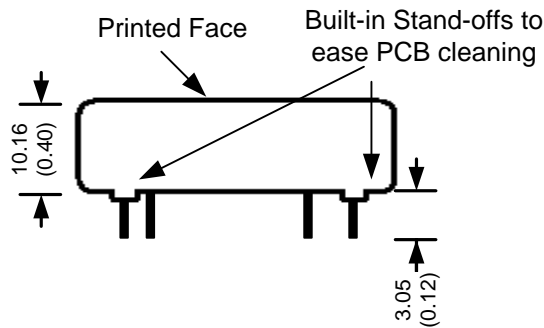 Printed Face
Built-in Stand-offs to
ease PCB cleaning
10.16
(0.40)
3.05
(0.12)